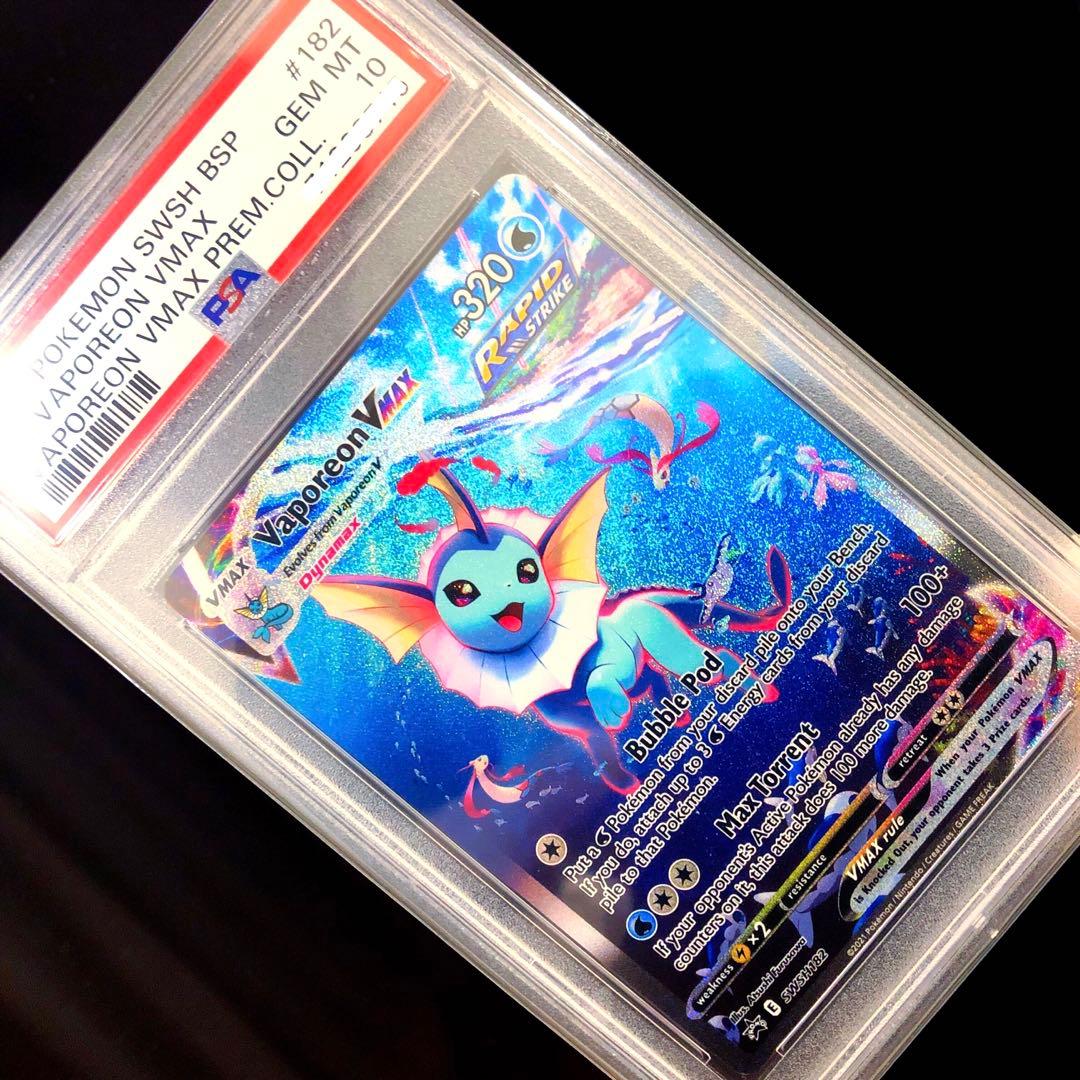 POKEMON SWSH BSP #182
VAPOREON VMAX GEM MT
VAPOREON VMAX PREM.COLL. 10
PSA
VMAX
Vaporeon VMAX
HP 320
Evolves from Vaporeon V
Dynamax
RAPID
STRIKE
Bubble Pod
Put a Pokémon from your discard pile onto your Bench.
If you do, attach up to 3 Energy cards from your discard
pile to that Pokémon.
Max Torrent 100+
If your opponent's Active Pokémon already has any damage
counters on it, this attack does 100 more damage.
weakness ×2 resistance retreat
Illus. Atsushi Furusawa
E SWSH182
VMAX rule When your Pokémon VMAX
is Knocked Out, your opponent takes 3 Prize cards.
©2021 Pokémon / Nintendo / Creatures / GAME FREAK